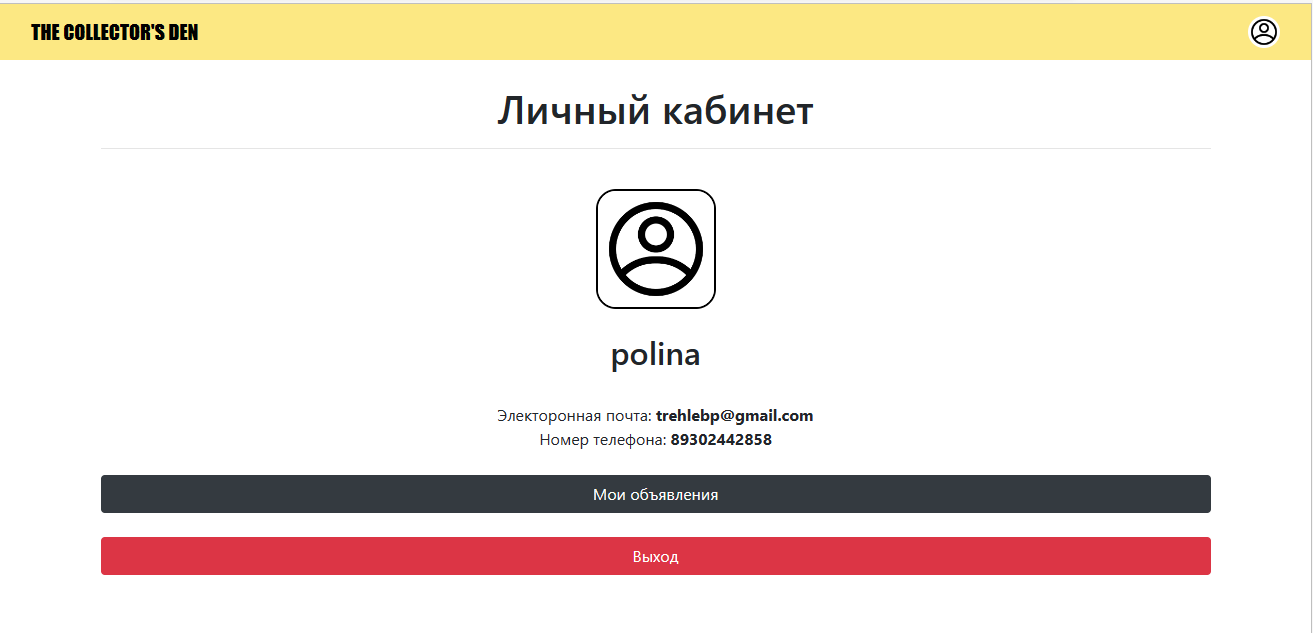 THE COLLECTOR'S DEN
Личный кабинет
polina
Электоронная почта: trehlebp@gmail.com
Номер телефона: 89302442858
Мои объявления
Выход